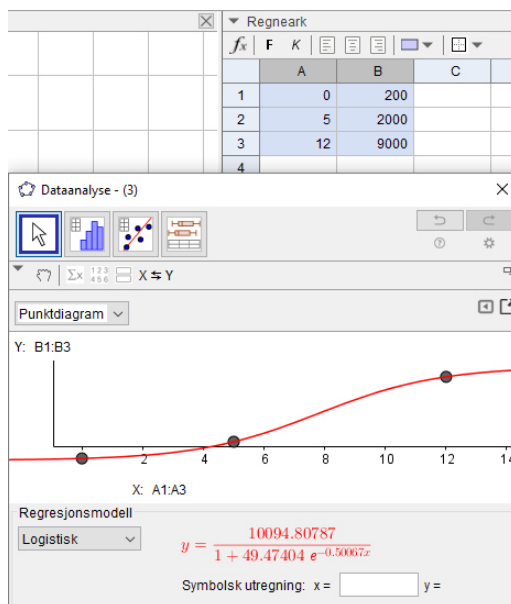 Regneark
fx F K
A B C
1 0 200
2 5 2000
3 12 9000
4
Dataanalyse - (3)
Σx 123 456 X ⇆ Y
Punktdiagram
Y: B1:B3
2 4 6 8 10 12 14
X: A1:A3
Regresjonsmodell
Logistisk
y = 10094.80787 / (1 + 49.47404 e^(-0.50067x))
Symbolsk utregning: x = y =